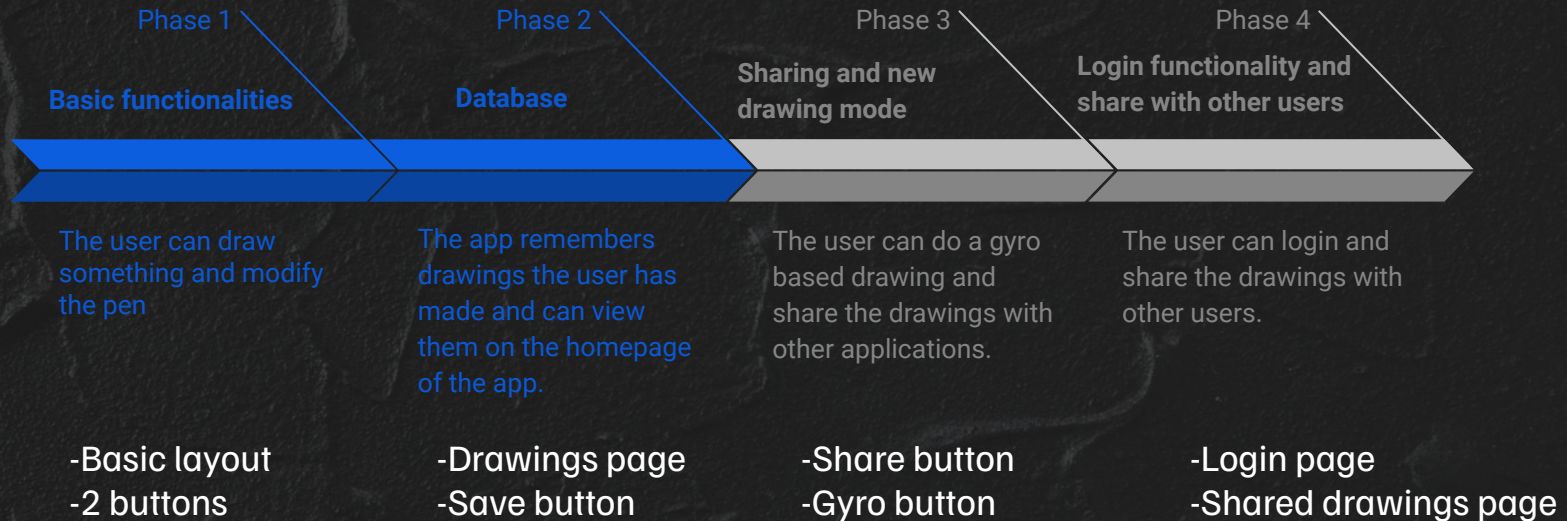 Phase 1
Phase 2
Phase 3
Phase 4
Basic functionalities
Database
Sharing and new
drawing mode
Login functionality and
share with other users
The user can draw
something and modify
the pen
The app remembers
drawings the user has
made and can view
them on the homepage
of the app.
The user can do a gyro
based drawing and
share the drawings with
other applications.
The user can login and
share the drawings with
other users.
-Basic layout
-2 buttons
-Drawings page
-Save button
-Share button
-Gyro button
-Login page
-Shared drawings page